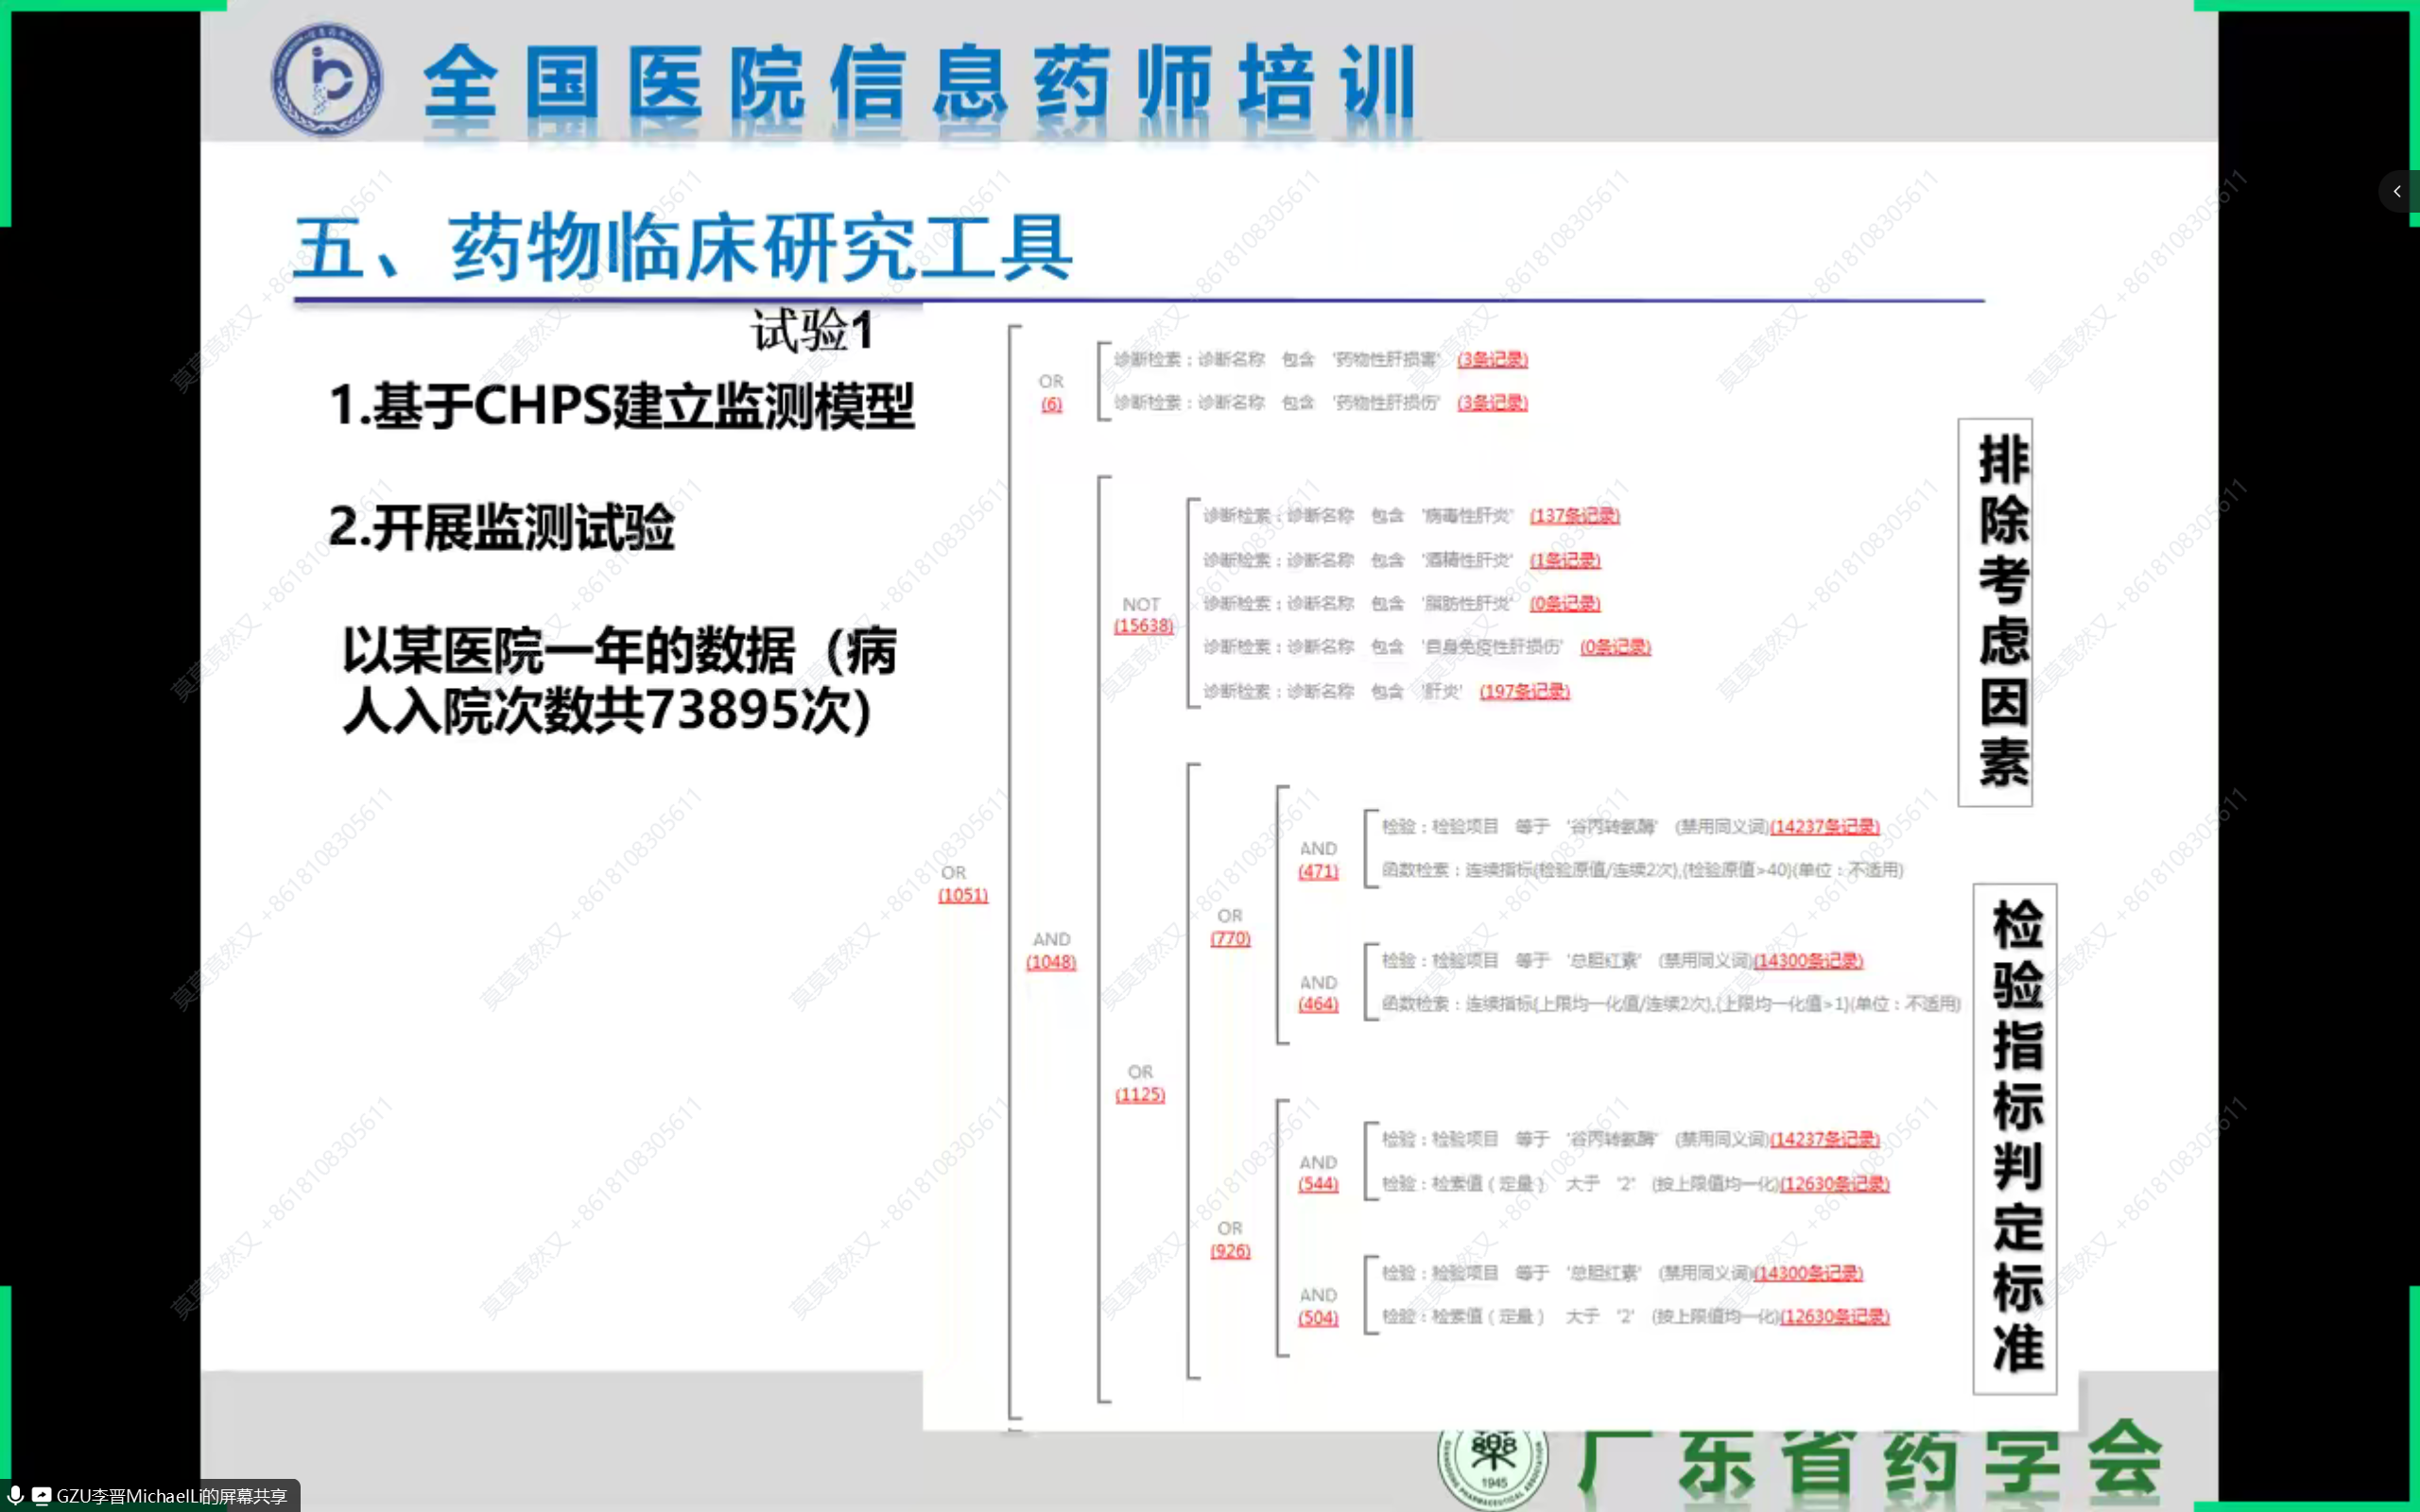 全国医院信息药师培训
五、药物临床研究工具
试验1
1.基于CHPS建立监测模型
2.开展监测试验
以某医院一年的数据（病
人入院次数共73895次）
OR
(1051)
OR
(6)
诊断检索：诊断名称 包含 '药物性肝损害' (3条记录)
诊断检索：诊断名称 包含 '药物性肝损伤' (3条记录)
AND
(1048)
NOT
(15638)
诊断检索：诊断名称 包含 '病毒性肝炎' (137条记录)
诊断检索：诊断名称 包含 '酒精性肝炎' (1条记录)
诊断检索：诊断名称 包含 '脂肪性肝炎' (0条记录)
诊断检索：诊断名称 包含 '自身免疫性肝损伤' (0条记录)
诊断检索：诊断名称 包含 '肝炎' (197条记录)
OR
(1125)
OR
(770)
AND
(471)
检验：检验项目 等于 '谷丙转氨酶' (禁用同义词)(14237条记录)
函数检索：连续指标(检验原值/连续2次),(检验原值>40)(单位：不适用)
AND
(464)
检验：检验项目 等于 '总胆红素' (禁用同义词)(14300条记录)
函数检索：连续指标(上限均一化值/连续2次),(上限均一化值>1)(单位：不适用)
OR
(926)
AND
(544)
检验：检验项目 等于 '谷丙转氨酶' (禁用同义词)(14237条记录)
检验：检索值（定量） 大于 '2' (按上限值均一化)(12630条记录)
AND
(504)
检验：检验项目 等于 '总胆红素' (禁用同义词)(14300条记录)
检验：检索值（定量） 大于 '2' (按上限值均一化)(12630条记录)
排除考虑因素
检验指标判定标准
1945
广东省药学会
GZU李晋MichaelLi的屏幕共享
莫莫竟然又 +8618108305611